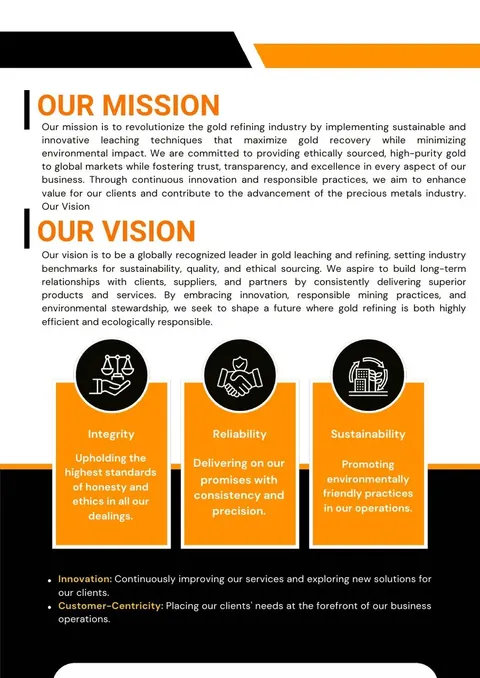 OUR MISSION
Our mission is to revolutionize the gold refining industry by implementing sustainable and
innovative leaching techniques that maximize gold recovery while minimizing
environmental impact. We are committed to providing ethically sourced, high-purity gold
to global markets while fostering trust, transparency, and excellence in every aspect of our
business. Through continuous innovation and responsible practices, we aim to enhance
value for our clients and contribute to the advancement of the precious metals industry.
Our Vision
OUR VISION
Our vision is to be a globally recognized leader in gold leaching and refining, setting industry
benchmarks for sustainability, quality, and ethical sourcing. We aspire to build long-term
relationships with clients, suppliers, and partners by consistently delivering superior
products and services. By embracing innovation, responsible mining practices, and
environmental stewardship, we seek to shape a future where gold refining is both highly
efficient and ecologically responsible.
Integrity
Upholding the
highest standards
of honesty and
ethics in all our
dealings.
Reliability
Delivering on our
promises with
consistency and
precision.
Sustainability
Promoting
environmentally
friendly practices
in our operations.
• Innovation: Continuously improving our services and exploring new solutions for
our clients.
• Customer-Centricity: Placing our clients' needs at the forefront of our business
operations.